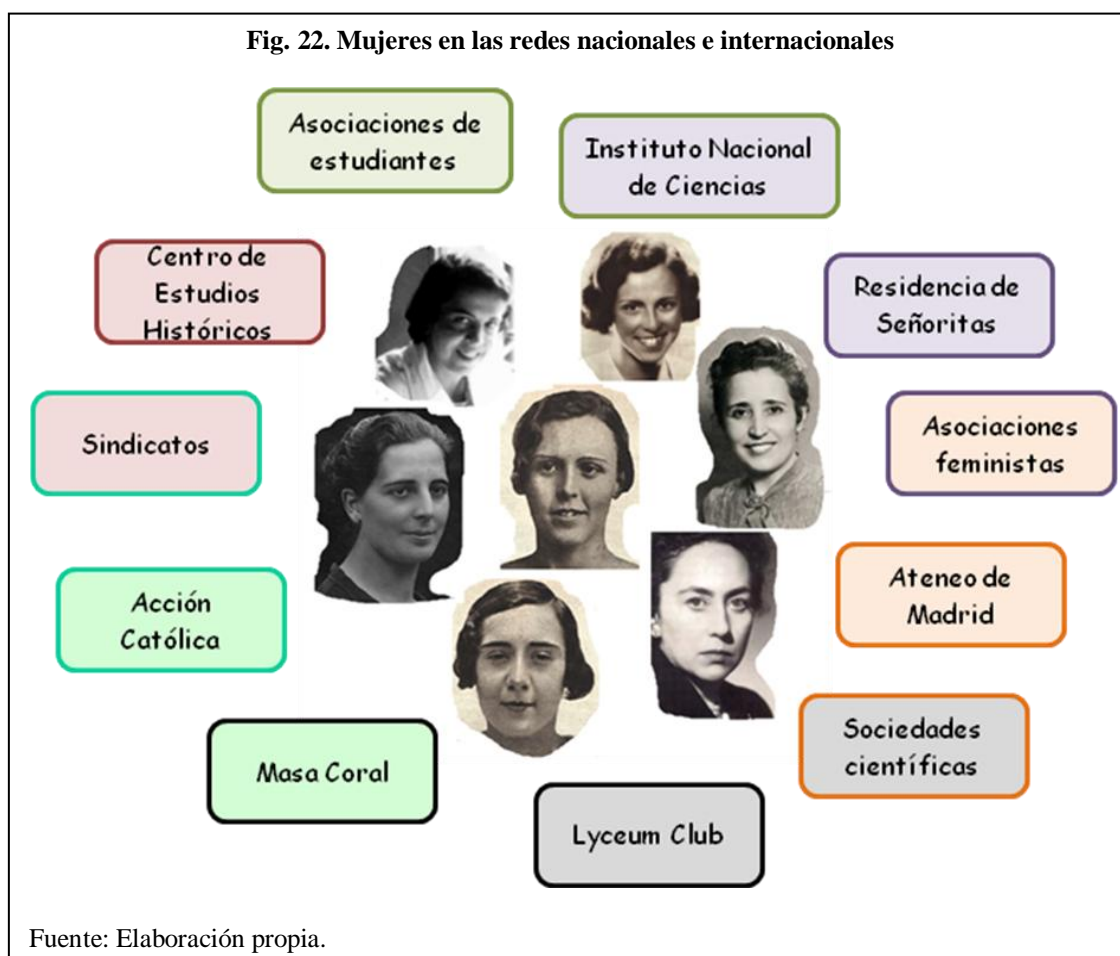 Fig. 22. Mujeres en las redes nacionales e internacionales
Asociaciones de
estudiantes
Instituto Nacional
de Ciencias
Centro de
Estudios
Históricos
Residencia de
Señoritas
Sindicatos
Asociaciones
feministas
Acción
Católica
Ateneo de
Madrid
Masa Coral
Sociedades
científicas
Lyceum Club
Fuente: Elaboración propia.